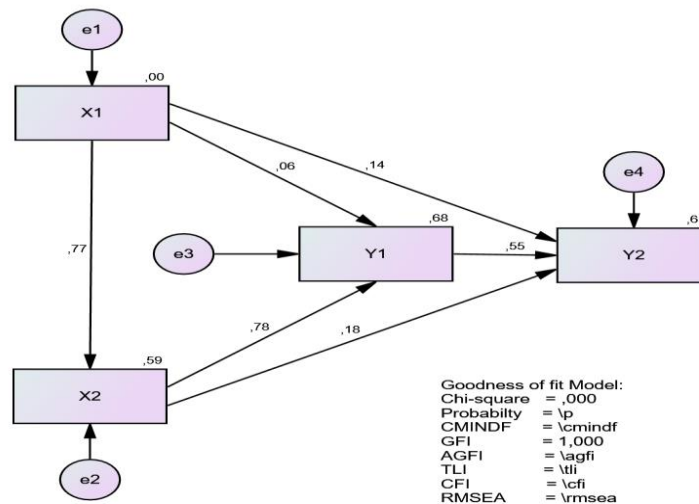 e1
,00
X1
,06
,14
e4
,68
,6
,77
e3
Y1
,55
Y2
,78
,18
,59
X2
e2
Goodness of fit Model:
Chi-square = ,000
Probabilty = \p
CMINDF = \cmindf
GFI = 1,000
AGFI = \agfi
TLI = \tli
CFI = \cfi
RMSEA = \rmsea